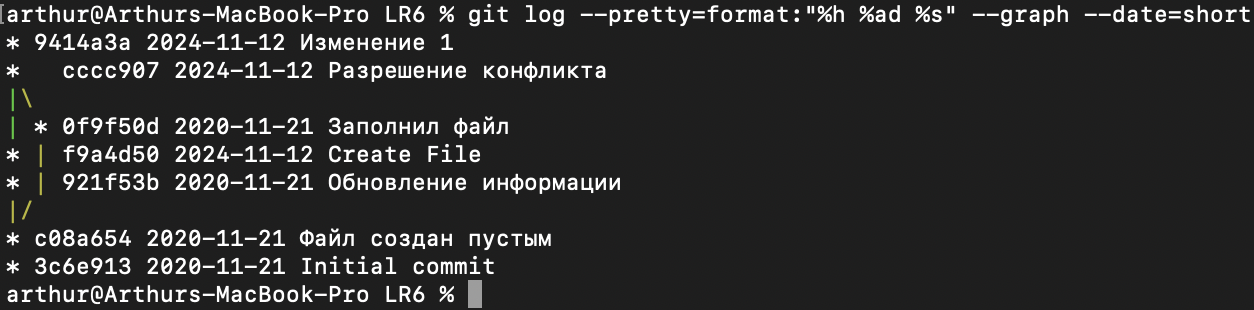 arthur@Arthurs-MacBook-Pro LR6 % git log --pretty=format:"%h %ad %s" --graph --date=short
* 9414a3a 2024-11-12 Изменение 1
*   cccc907 2024-11-12 Разрешение конфликта
|\
| * 0f9f50d 2020-11-21 Заполнил файл
* | f9a4d50 2024-11-12 Create File
* | 921f53b 2020-11-21 Обновление информации
|/
* c08a654 2020-11-21 Файл создан пустым
* 3c6e913 2020-11-21 Initial commit
arthur@Arthurs-MacBook-Pro LR6 %